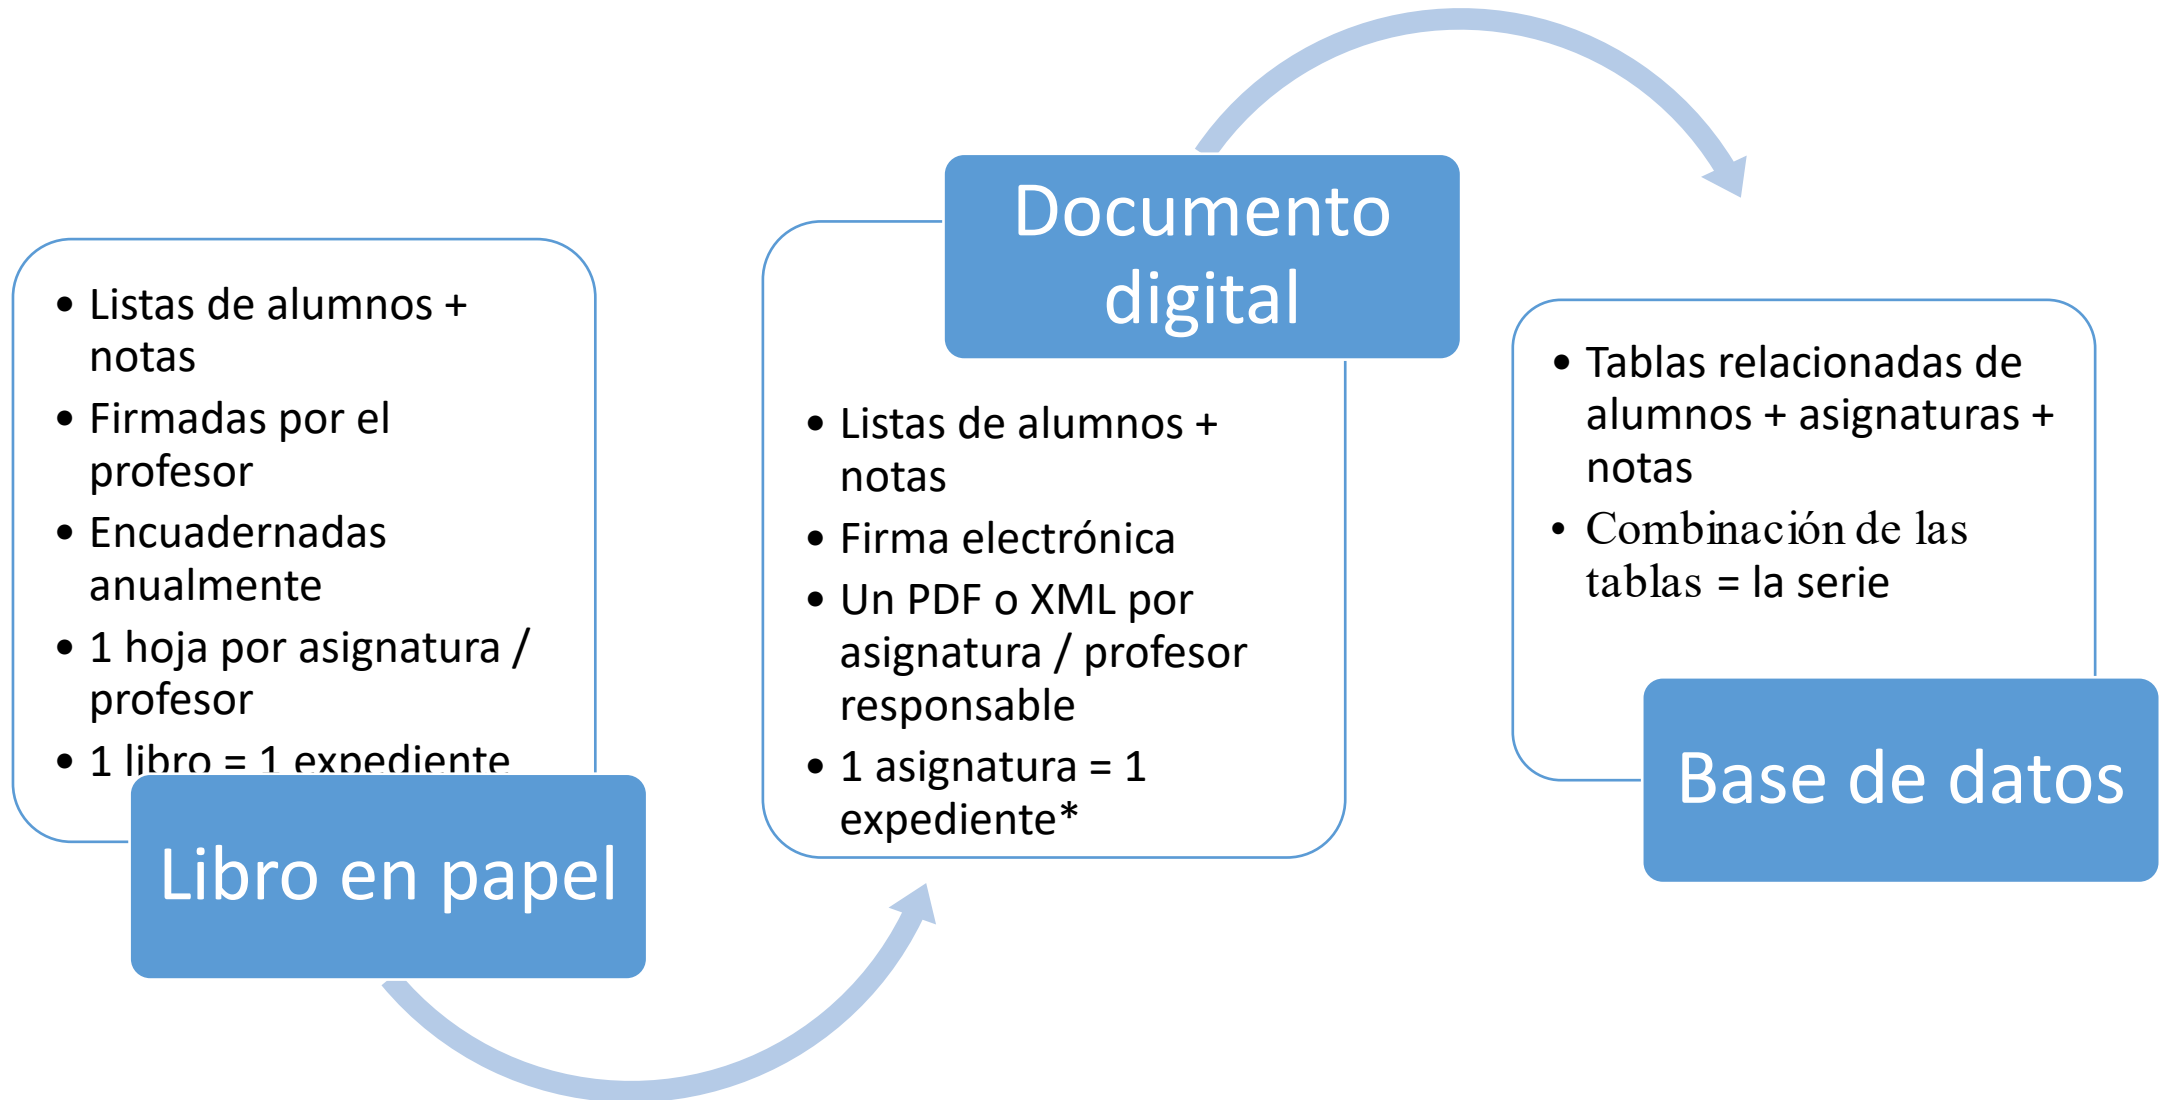 • Listas de alumnos +
notas
• Firmadas por el
profesor
• Encuadernadas
anualmente
• 1 hoja por asignatura /
profesor
• 1 libro = 1 expediente
Libro en papel
Documento
digital
• Listas de alumnos +
notas
• Firma electrónica
• Un PDF o XML por
asignatura / profesor
responsable
• 1 asignatura = 1
expediente*
• Tablas relacionadas de
alumnos + asignaturas +
notas
• Combinación de las
tablas = la serie
Base de datos